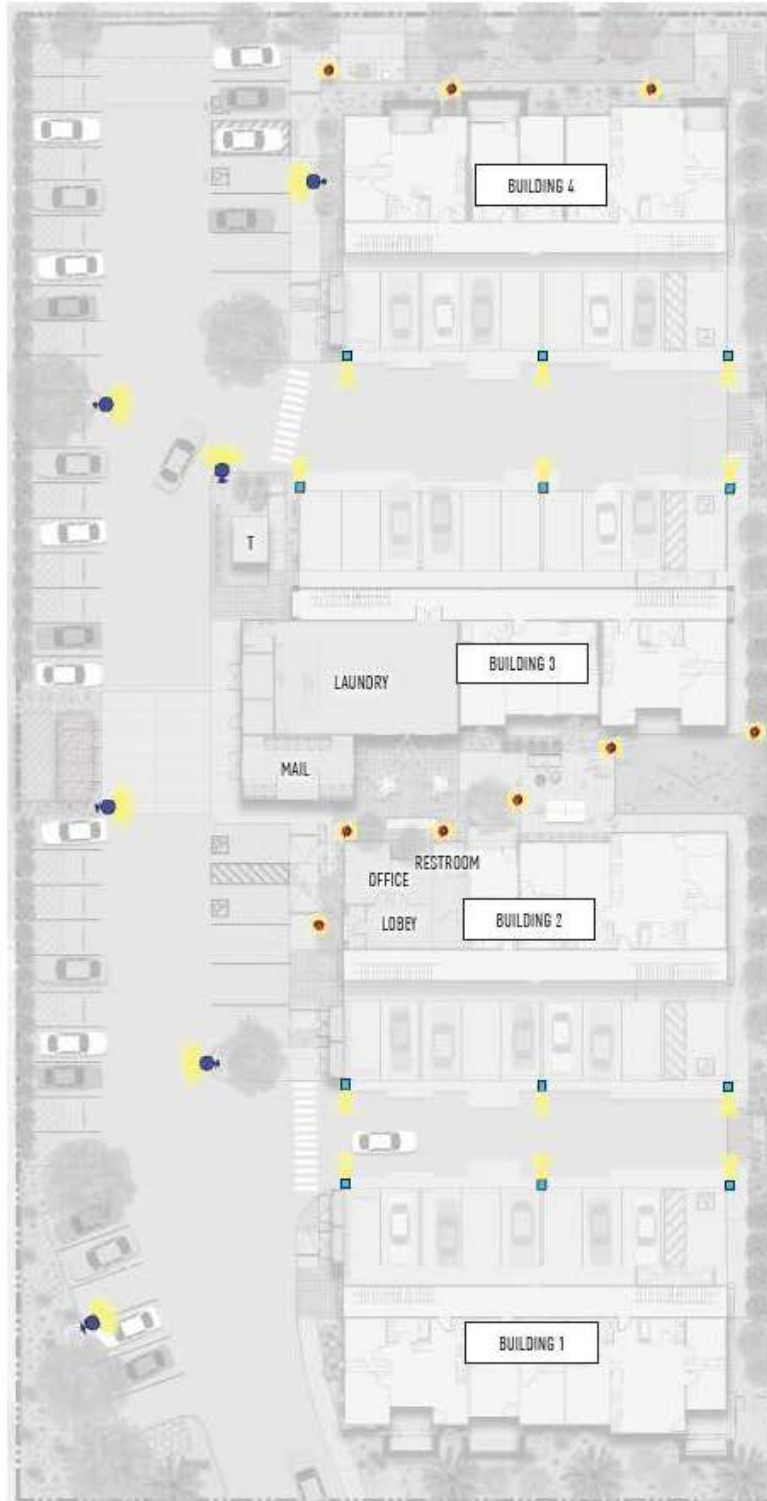 BUILDING 4
T
BUILDING 3
LAUNDRY
MAIL
RESTROOM
OFFICE
LOBEY
BUILDING 2
BUILDING 1